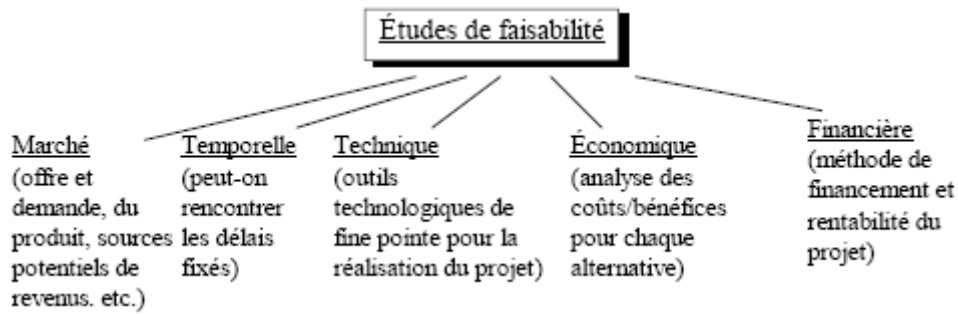 Études de faisabilité
Marché
(offre et
demande, du
produit, sources
potentiels de
revenus. etc.)
Temporelle
(peut-on
rencontrer
les délais
fixés)
Technique
(outils
technologiques de
fine pointe pour la
réalisation du projet)
Économique
(analyse des
coûts/bénéfices
pour chaque
alternative)
Financière
(méthode de
financement et
rentabilité du
projet)